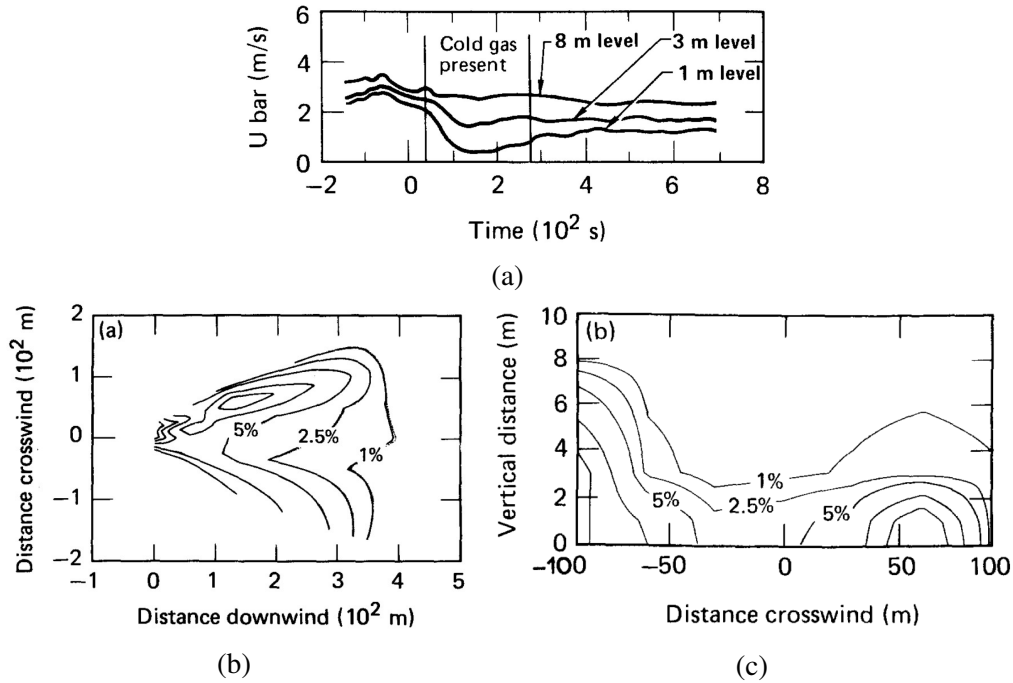 6
4
2
0
U bar (m/s)
Cold gas
present
8 m level
3 m level
1 m level
−2 0 2 4 6 8
Time (10² s)
(a)
2
1
0
−1
−2
Distance crosswind (10² m)
(a)
5%
2.5%
1%
−1 0 1 2 3 4 5
Distance downwind (10² m)
(b)
10
8
6
4
2
0
Vertical distance (m)
(b)
1%
5%
2.5%
5%
−100 −50 0 50 100
Distance crosswind (m)
(c)